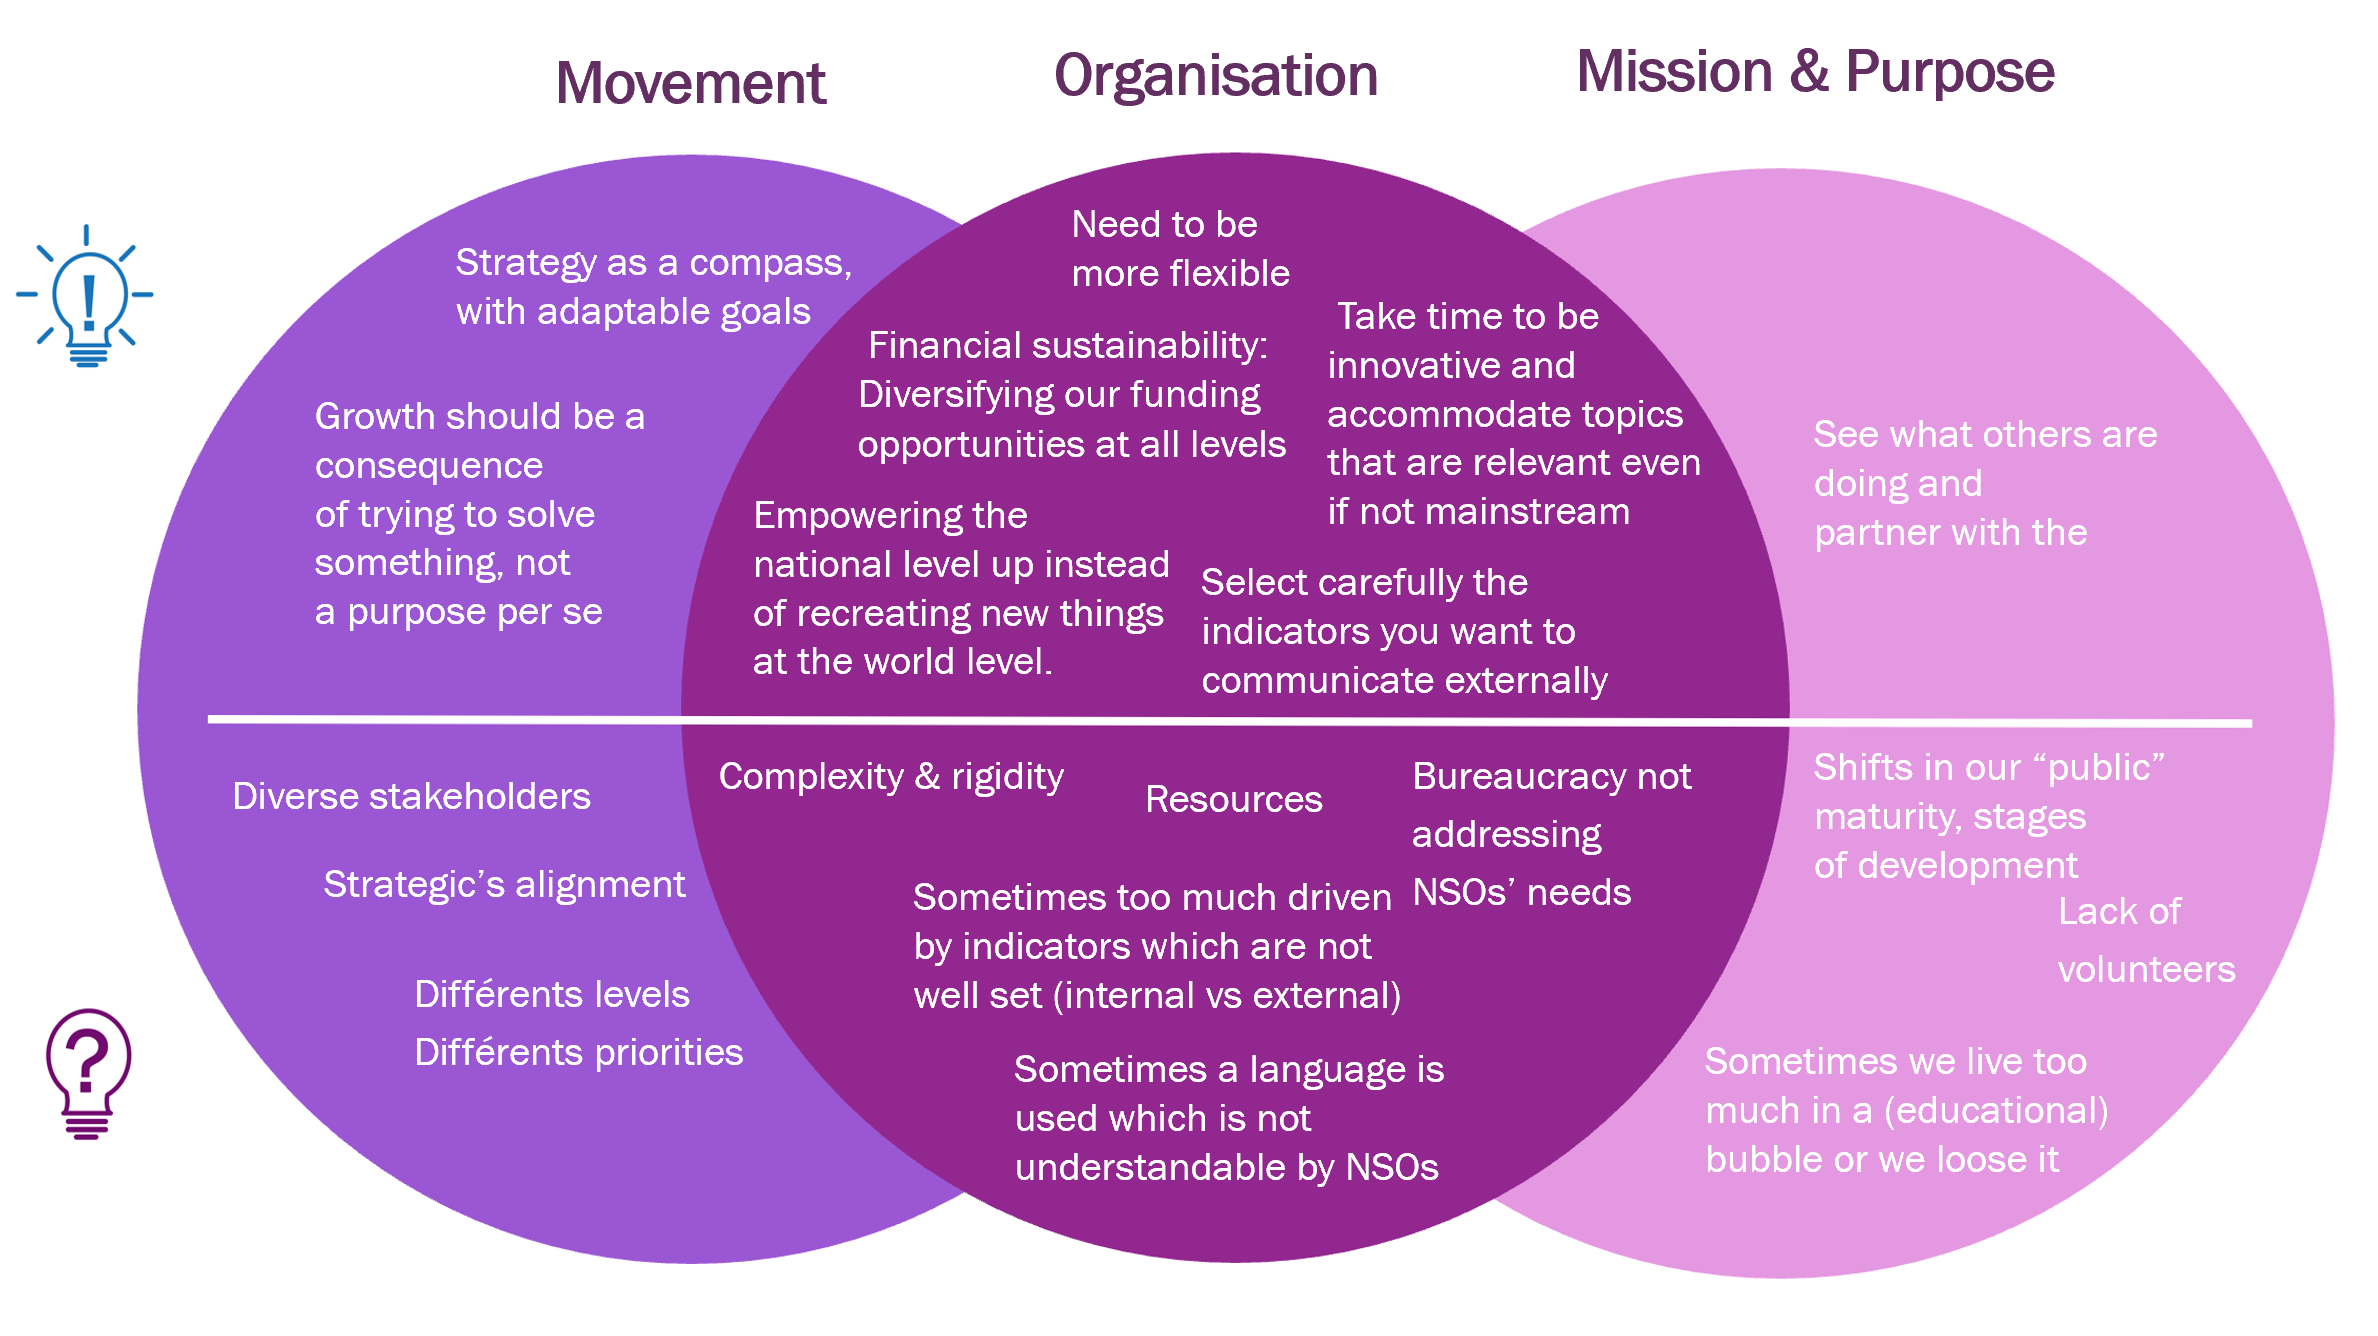 Movement
Organisation
Mission & Purpose
!
Strategy as a compass,
with adaptable goals
Growth should be a
consequence
of trying to solve
something, not
a purpose per se
Need to be
more flexible
Financial sustainability:
Diversifying our funding
opportunities at all levels
Take time to be
innovative and
accommodate topics
that are relevant even
if not mainstream
Empowering the
national level up instead
of recreating new things
at the world level.
Select carefully the
indicators you want to
communicate externally
See what others are
doing and
partner with the
?
Diverse stakeholders
Strategic’s alignment
Différents levels
Différents priorities
Complexity & rigidity
Resources
Bureaucracy not
addressing
NSOs’ needs
Sometimes too much driven
by indicators which are not
well set (internal vs external)
Sometimes a language is
used which is not
understandable by NSOs
Shifts in our “public”
maturity, stages
of development
Lack of
volunteers
Sometimes we live too
much in a (educational)
bubble or we loose it